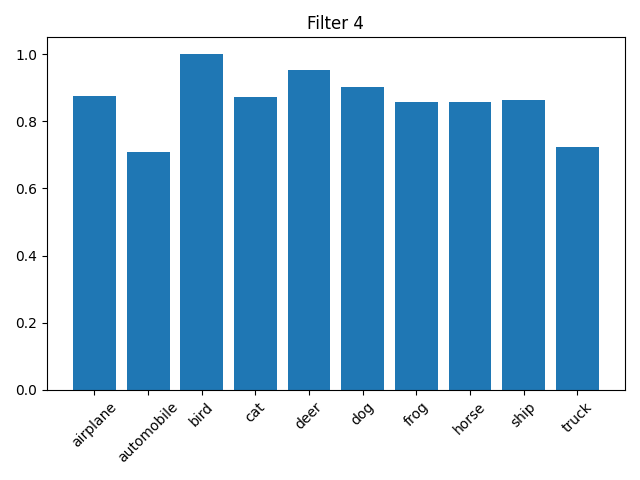 Filter 4
1.0
0.8
0.6
0.4
0.2
0.0
airplane
automobile
bird
cat
deer
dog
frog
horse
ship
truck